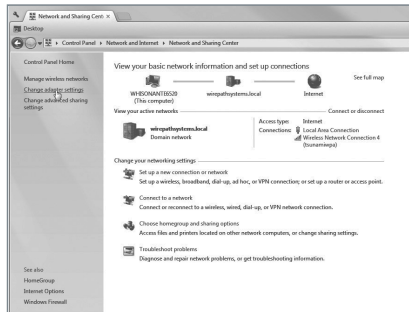 Network and Sharing Cent
Desktop
Control Panel
Network and Internet
Network and Sharing Center
Control Panel Home
Manage wireless networks
Change adapter settings
Change advanced sharing
settings
See also
HomeGroup
Internet Options
Windows Firewall
View your basic network information and set up connections
See full map
(This computer)
wirepathsystems.local
Internet
View your active networks
Connect or disconnect
wirepathsystems.local
Domain network
Access type: Internet
Connections: Local Area Connection
Wireless Network Connection 4
(tsunamiwpa)
Change your networking settings
Set up a new connection or network
Set up a wireless, broadband, dial-up, ad hoc, or VPN connection; or set up a router or access point.
Connect to a network
Connect or reconnect to a wireless, wired, dial-up, or VPN network connection.
Choose homegroup and sharing options
Access files and printers located on other network computers, or change sharing settings.
Troubleshoot problems
Diagnose and repair network problems, or get troubleshooting information.